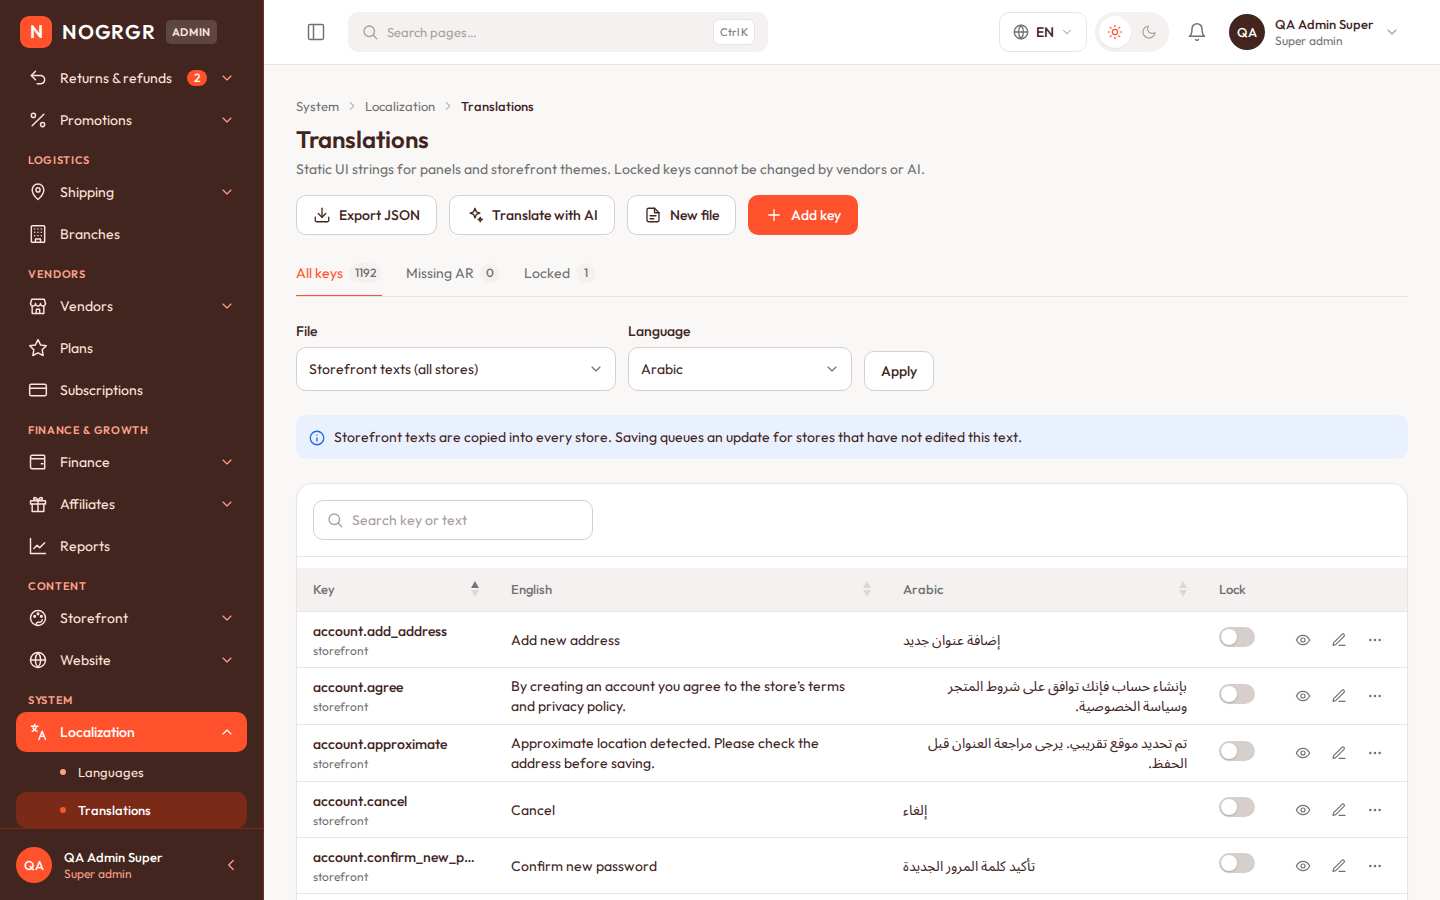 N NOGRGR ADMIN
Search pages...
Ctrl K
EN
QA
QA Admin Super
Super admin
Returns & refunds 2
Promotions
LOGISTICS
Shipping
Branches
VENDORS
Vendors
Plans
Subscriptions
FINANCE & GROWTH
Finance
Affiliates
Reports
CONTENT
Storefront
Website
SYSTEM
Localization
Languages
Translations
QA
QA Admin Super
Super admin
System > Localization > Translations
Translations
Static UI strings for panels and storefront themes. Locked keys cannot be changed by vendors or AI.
Export JSON
Translate with AI
New file
Add key
All keys 1192
Missing AR 0
Locked 1
File
Storefront texts (all stores)
Language
Arabic
Apply
Storefront texts are copied into every store. Saving queues an update for stores that have not edited this text.
Search key or text
Key English Arabic Lock
account.add_address
storefront
Add new address
إضافة عنوان جديد
account.agree
storefront
By creating an account you agree to the store's terms
and privacy policy.
بإنشاء حساب فإنك توافق على شروط المتجر
وسياسة الخصوصية.
account.approximate
storefront
Approximate location detected. Please check the
address before saving.
تم تحديد موقع تقريبي. يرجى مراجعة العنوان قبل
الحفظ.
account.cancel
storefront
Cancel
إلغاء
account.confirm_new_p...
storefront
Confirm new password
تأكيد كلمة المرور الجديدة